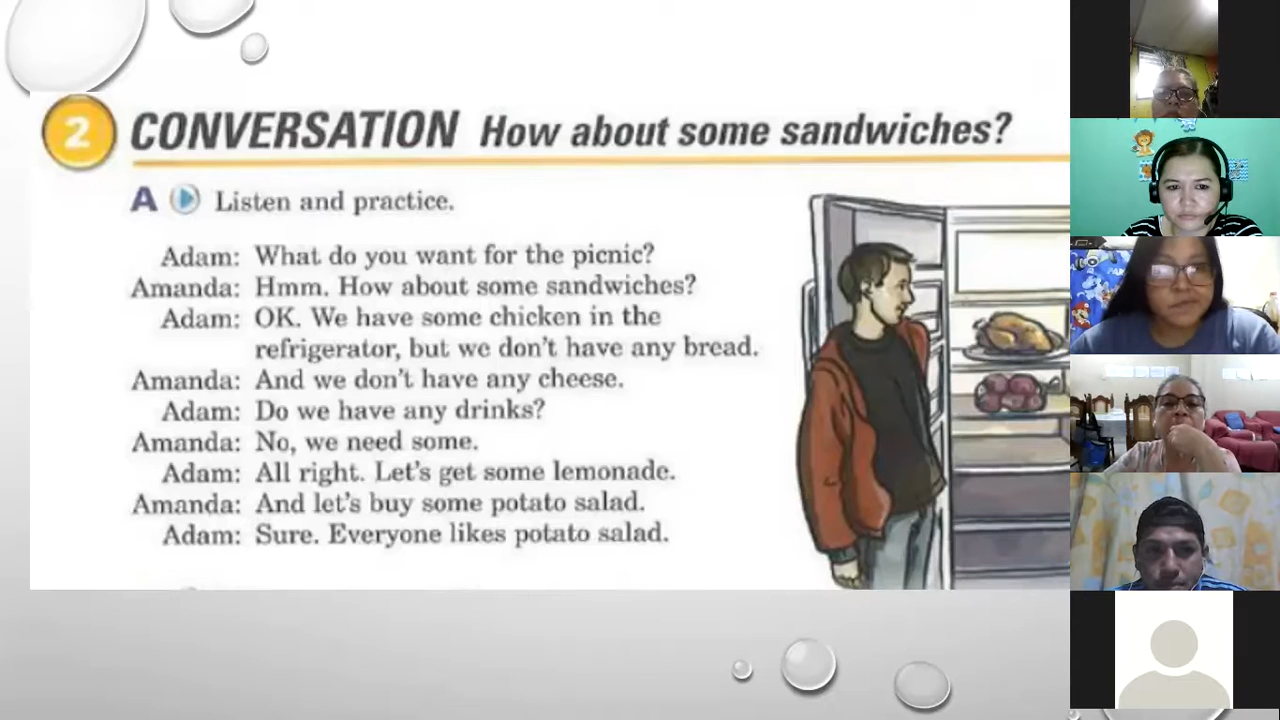 2 CONVERSATION How about some sandwiches?
A Listen and practice.
Adam: What do you want for the picnic?
Amanda: Hmm. How about some sandwiches?
Adam: OK. We have some chicken in the
refrigerator, but we don't have any bread.
Amanda: And we don't have any cheese.
Adam: Do we have any drinks?
Amanda: No, we need some.
Adam: All right. Let's get some lemonade.
Amanda: And let's buy some potato salad.
Adam: Sure. Everyone likes potato salad.